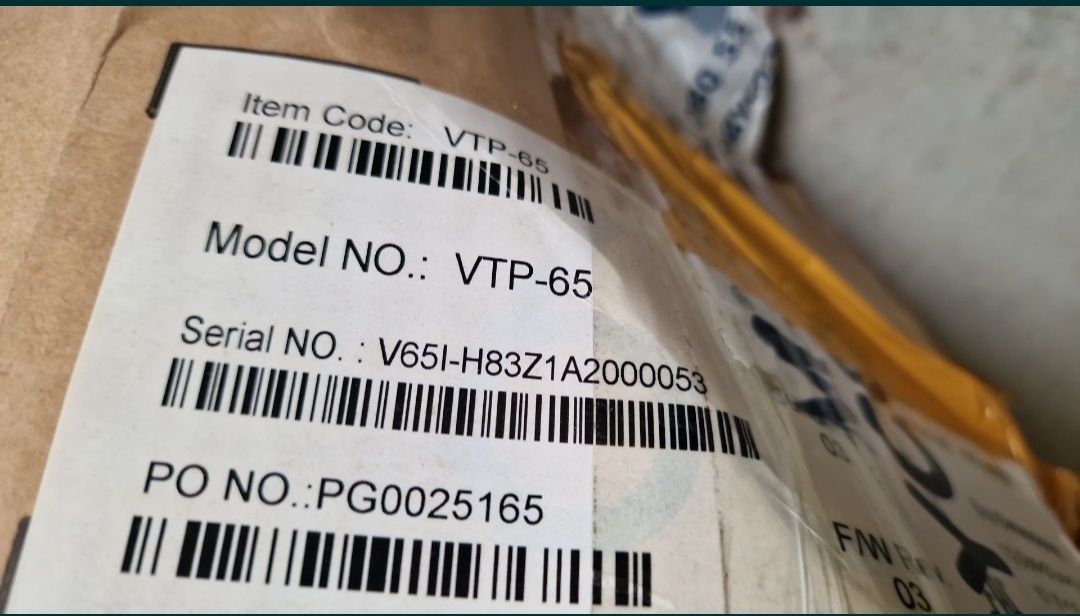 Item Code: VTP-65
Model NO.: VTP-65
Serial NO. : V65I-H83Z1A2000053
PO NO.:PG0025165
F/W
03